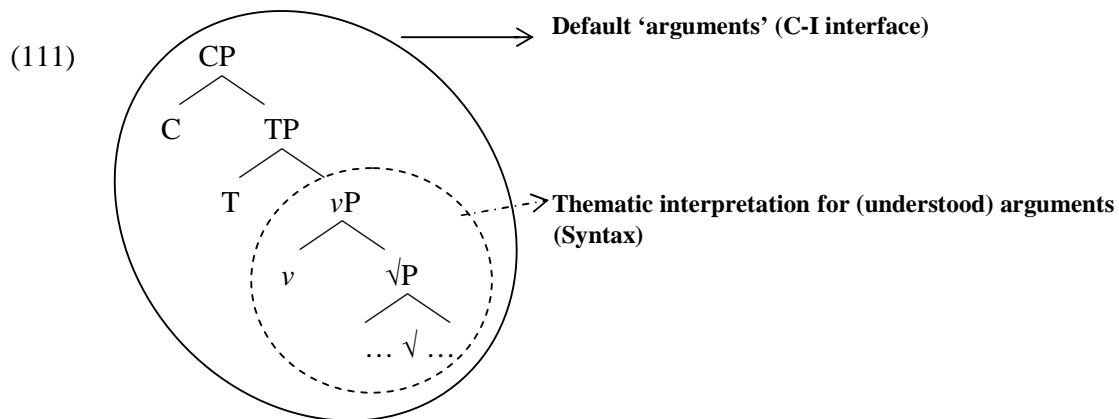 Default ‘arguments’ (C-I interface)
(111)
CP
C TP
T vP
Thematic interpretation for (understood) arguments
(Syntax)
v √P
… √ …